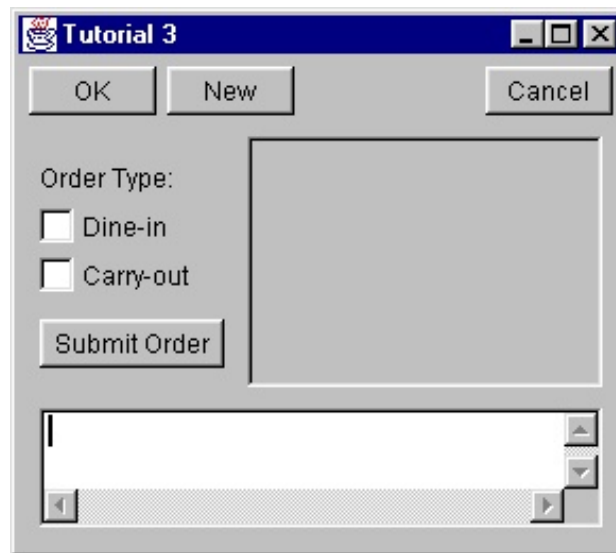 Tutorial 3
OK New Cancel
Order Type:
Dine-in
Carry-out
Submit Order